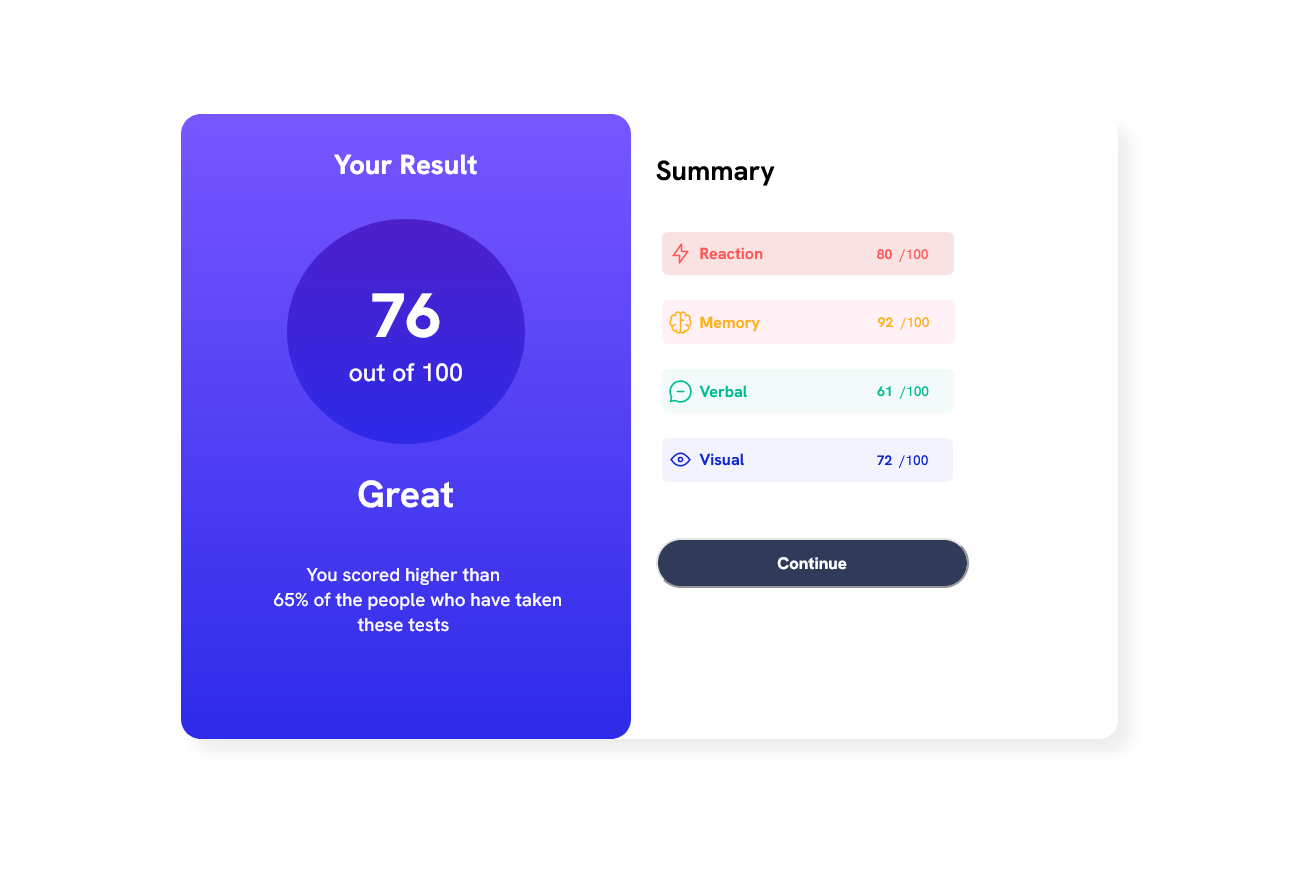 Your Result
76
out of 100
Great
You scored higher than
65% of the people who have taken
these tests
Summary
Reaction 80 /100
Memory 92 /100
Verbal 61 /100
Visual 72 /100
Continue